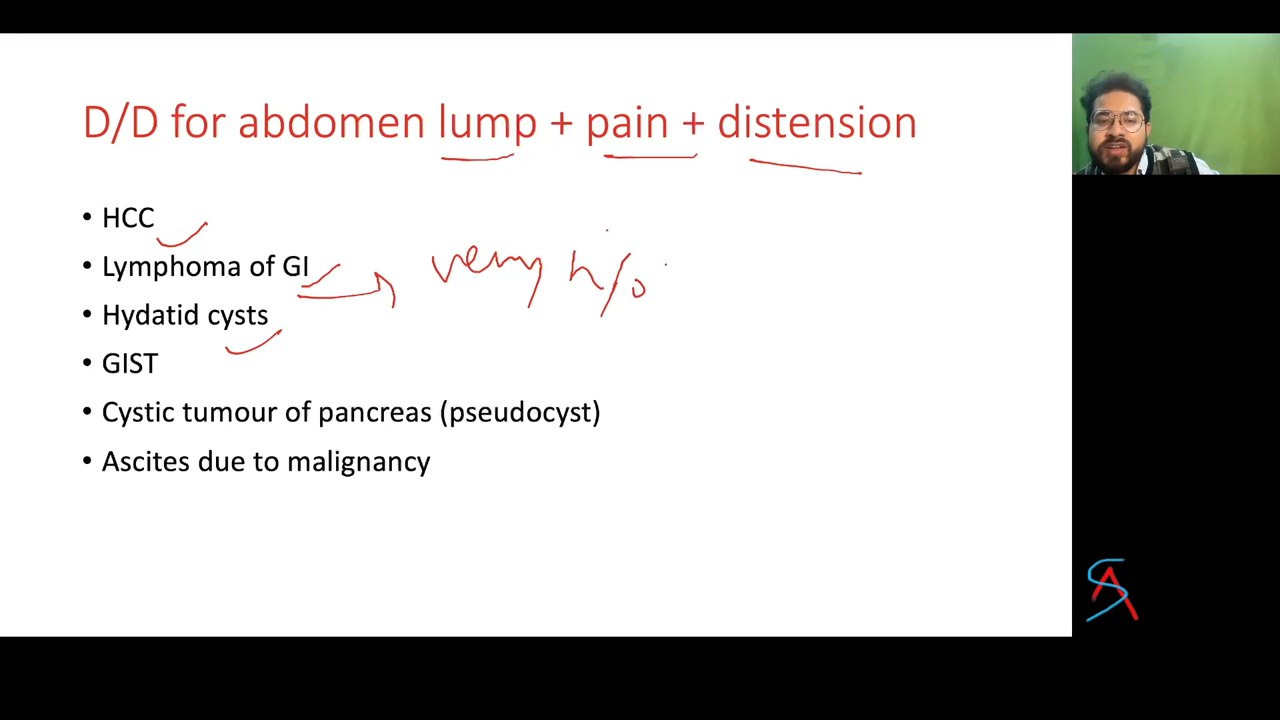 D/D for abdomen lump + pain + distension
• HCC
• Lymphoma of GI
very h/o
• Hydatid cysts
• GIST
• Cystic tumour of pancreas (pseudocyst)
• Ascites due to malignancy
SA